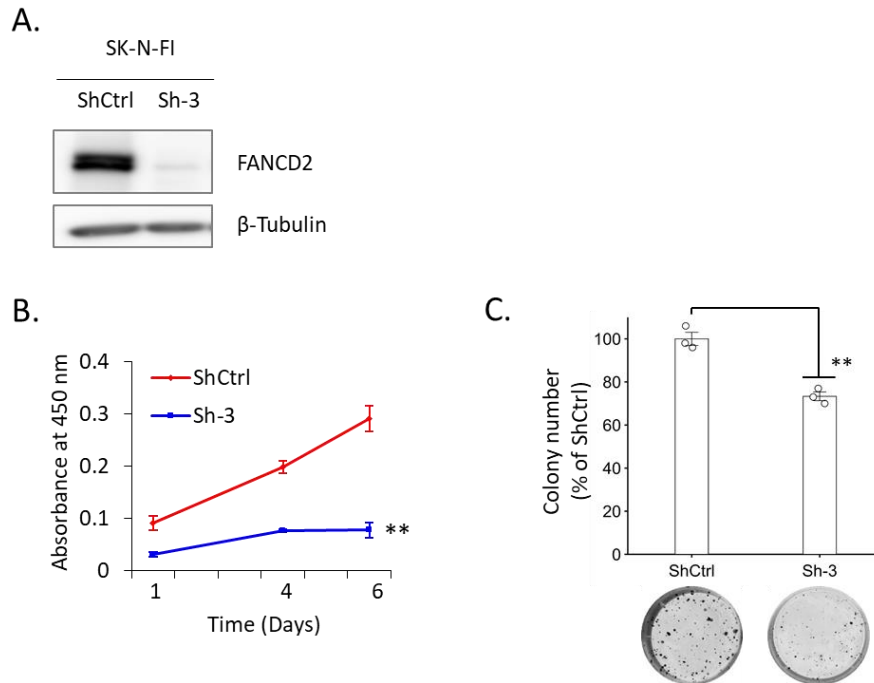 A.
SK-N-FI
ShCtrl Sh-3
FANCD2
β-Tubulin
B.
Absorbance at 450 nm
0.4
0.3
0.2
0.1
0
ShCtrl
Sh-3
**
1 4 6
Time (Days)
C.
Colony number
(% of ShCtrl)
100
80
60
40
20
0
**
ShCtrl Sh-3